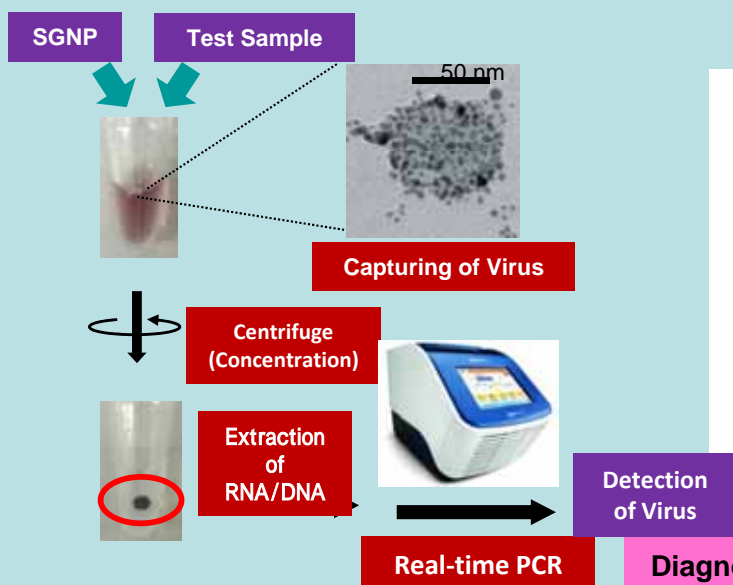 SGNP
Test Sample
50 nm
Capturing of Virus
Centrifuge
(Concentration)
Extraction
of
RNA/DNA
Detection
of Virus
Real-time PCR